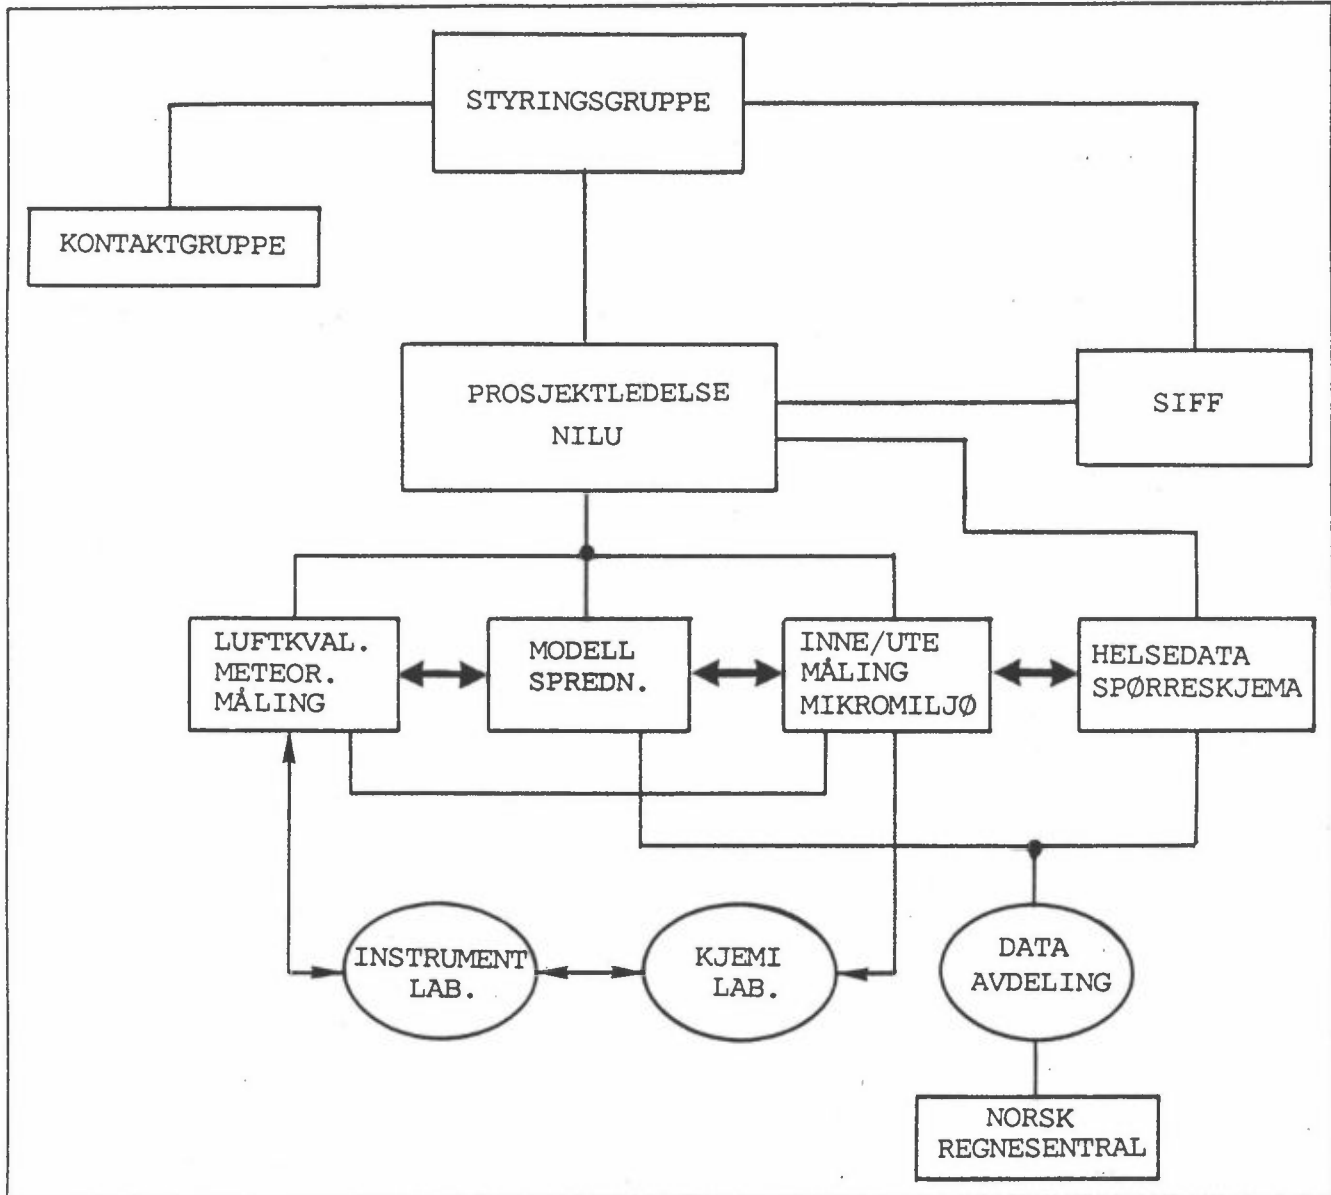 STYRINGSGRUPPE
KONTAKTGRUPPE
PROSJEKTLEDELSE
NILU
SIFF
LUFTKVAL.
METEOR.
MÅLING
MODELL
SPREDN.
INNE/UTE
MÅLING
MIKROMILJØ
HELSEDATA
SPØRRESKJEMA
INSTRUMENT
LAB.
KJEMI
LAB.
DATA
AVDELING
NORSK
REGNESENTRAL